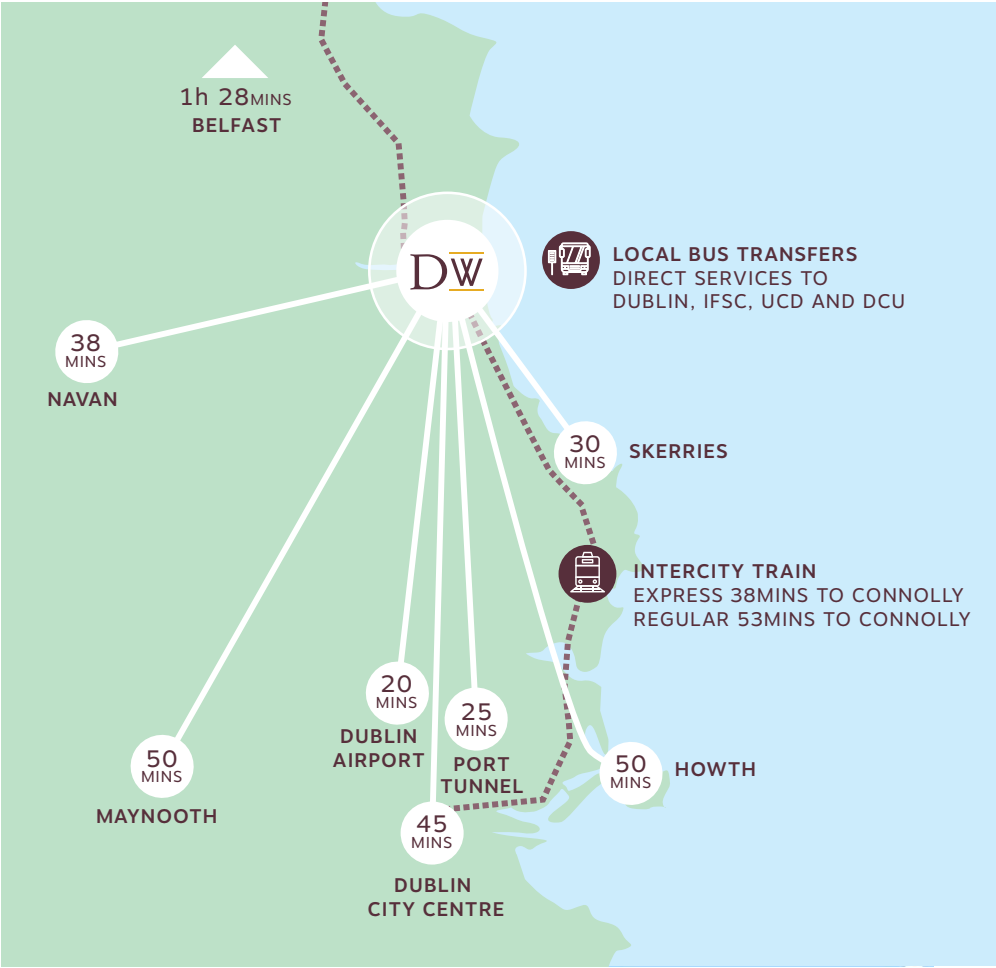 1h 28MINS
BELFAST
DW
LOCAL BUS TRANSFERS
DIRECT SERVICES TO
DUBLIN, IFSC, UCD AND DCU
38
MINS
NAVAN
30
MINS
SKERRIES
INTERCITY TRAIN
EXPRESS 38MINS TO CONNOLLY
REGULAR 53MINS TO CONNOLLY
20
MINS
DUBLIN
AIRPORT
25
MINS
PORT
TUNNEL
50
MINS
MAYNOOTH
50
MINS
HOWTH
45
MINS
DUBLIN
CITY CENTRE